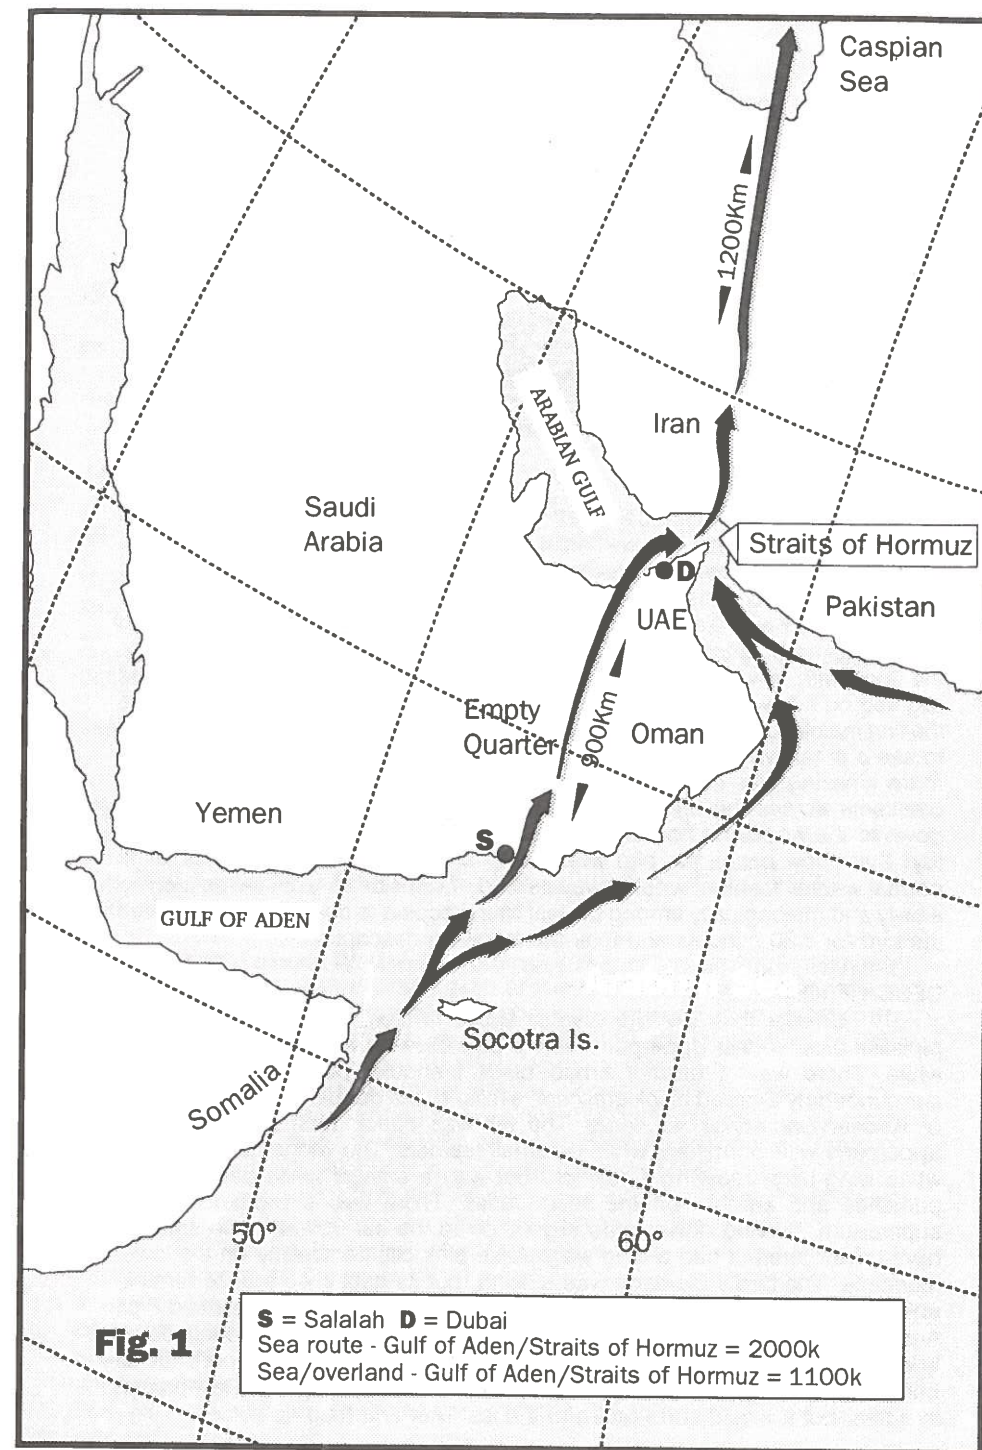 Caspian
Sea
1200Km
ARABIAN GULF
Iran
Saudi
Arabia
Straits of Hormuz
D
UAE
Pakistan
Empty
Quarter
900Km
Oman
Yemen
S
GULF OF ADEN
Socotra Is.
Somalia
50°
60°
S = Salalah D = Dubai
Sea route - Gulf of Aden/Straits of Hormuz = 2000k
Sea/overland - Gulf of Aden/Straits of Hormuz = 1100k
Fig. 1